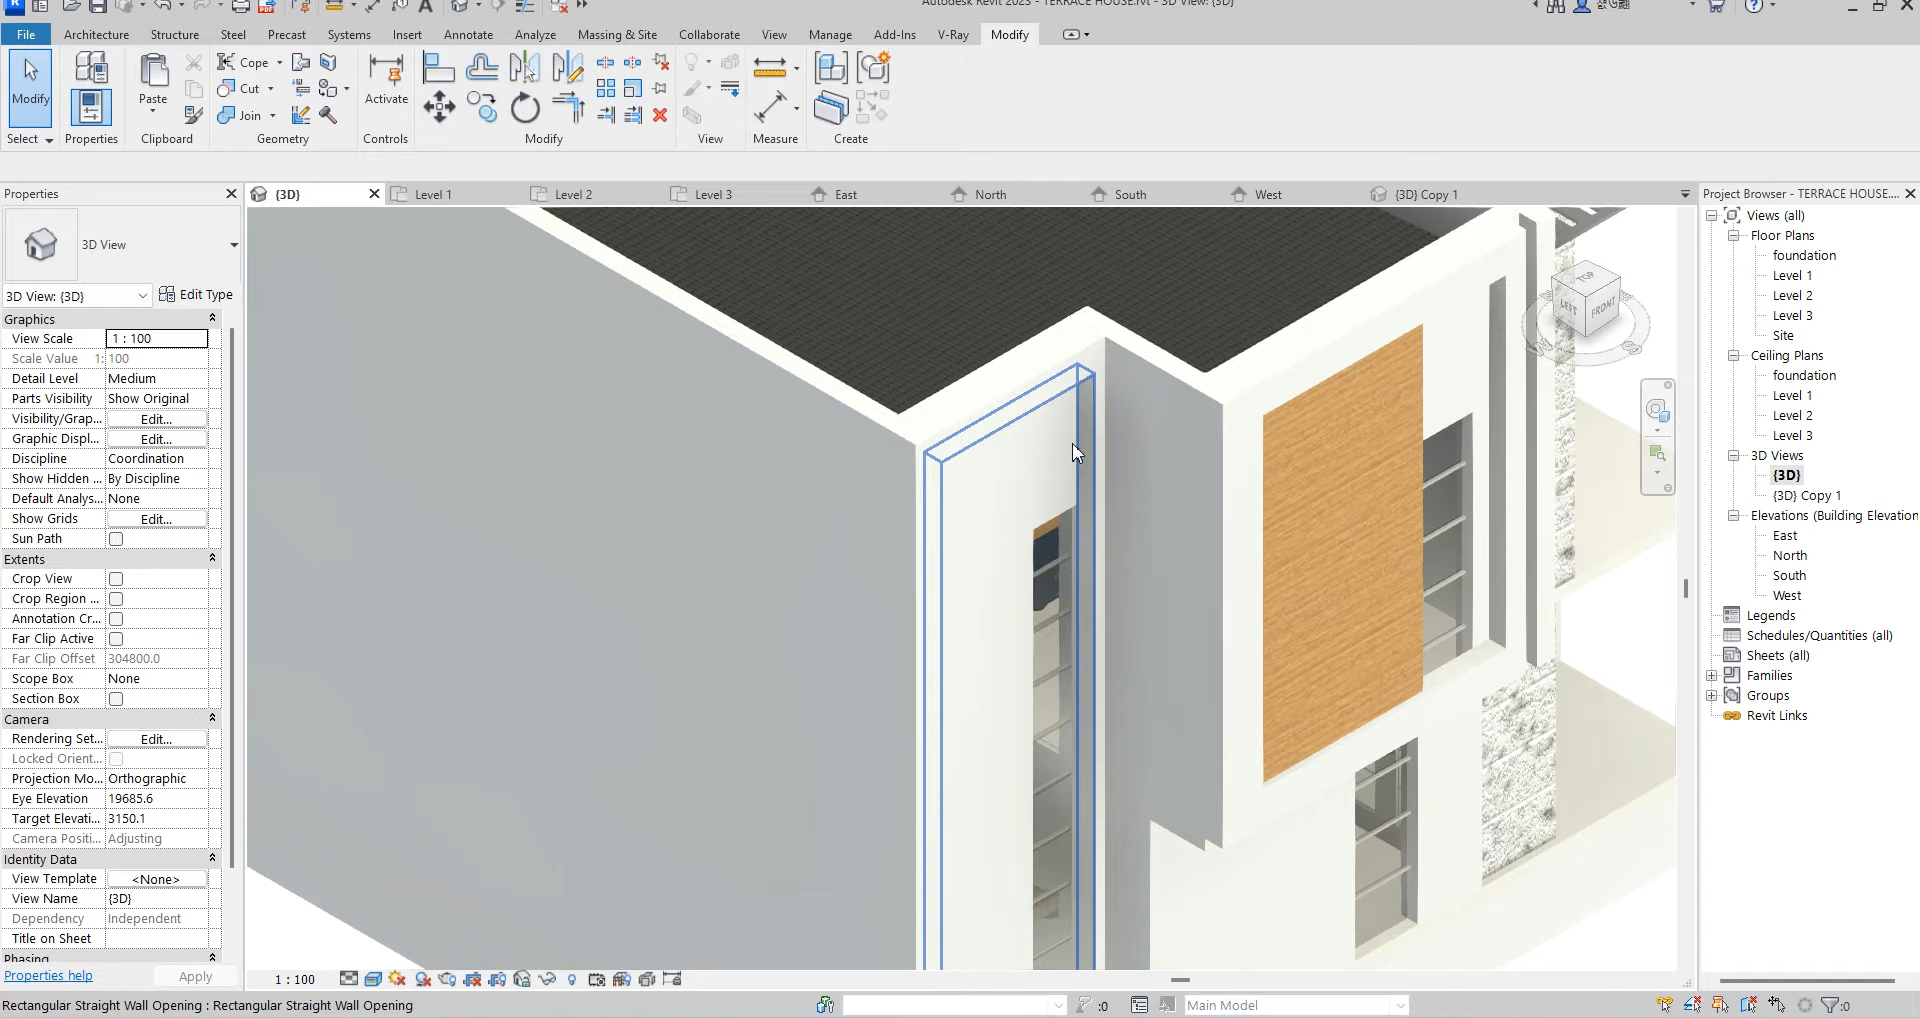 Autodesk Revit 2023 - TERRACE HOUSE.rvt - 3D View: {3D}
File Architecture Structure Steel Precast Systems Insert Annotate Analyze Massing & Site Collaborate View Manage Add-Ins V-Ray Modify
Modify
Paste
Cope
Cut
Join
Activate
Select Properties Clipboard Geometry Controls Modify View Measure Create
Properties
{3D} Level 1 Level 2 Level 3 East North South West {3D} Copy 1
Project Browser - TERRACE HOUSE....
3D View
3D View: {3D} Edit Type
Graphics
View Scale 1 : 100
Scale Value 1: 100
Detail Level Medium
Parts Visibility Show Original
Visibility/Grap... Edit...
Graphic Displ... Edit...
Discipline Coordination
Show Hidden ... By Discipline
Default Analys... None
Show Grids Edit...
Sun Path
Extents
Crop View
Crop Region ...
Annotation Cr...
Far Clip Active
Far Clip Offset 304800.0
Scope Box None
Section Box
Camera
Rendering Set... Edit...
Locked Orient...
Projection Mo... Orthographic
Eye Elevation 19685.6
Target Elevati... 3150.1
Camera Positi... Adjusting
Identity Data
View Template <None>
View Name {3D}
Dependency Independent
Title on Sheet
Phasing
Properties help Apply
TOP
LEFT FRONT
Views (all)
Floor Plans
foundation
Level 1
Level 2
Level 3
Site
Ceiling Plans
foundation
Level 1
Level 2
Level 3
3D Views
{3D}
{3D} Copy 1
Elevations (Building Elevation
East
North
South
West
Legends
Schedules/Quantities (all)
Sheets (all)
Families
Groups
Revit Links
1 : 100
Rectangular Straight Wall Opening : Rectangular Straight Wall Opening
:0
Main Model
:0